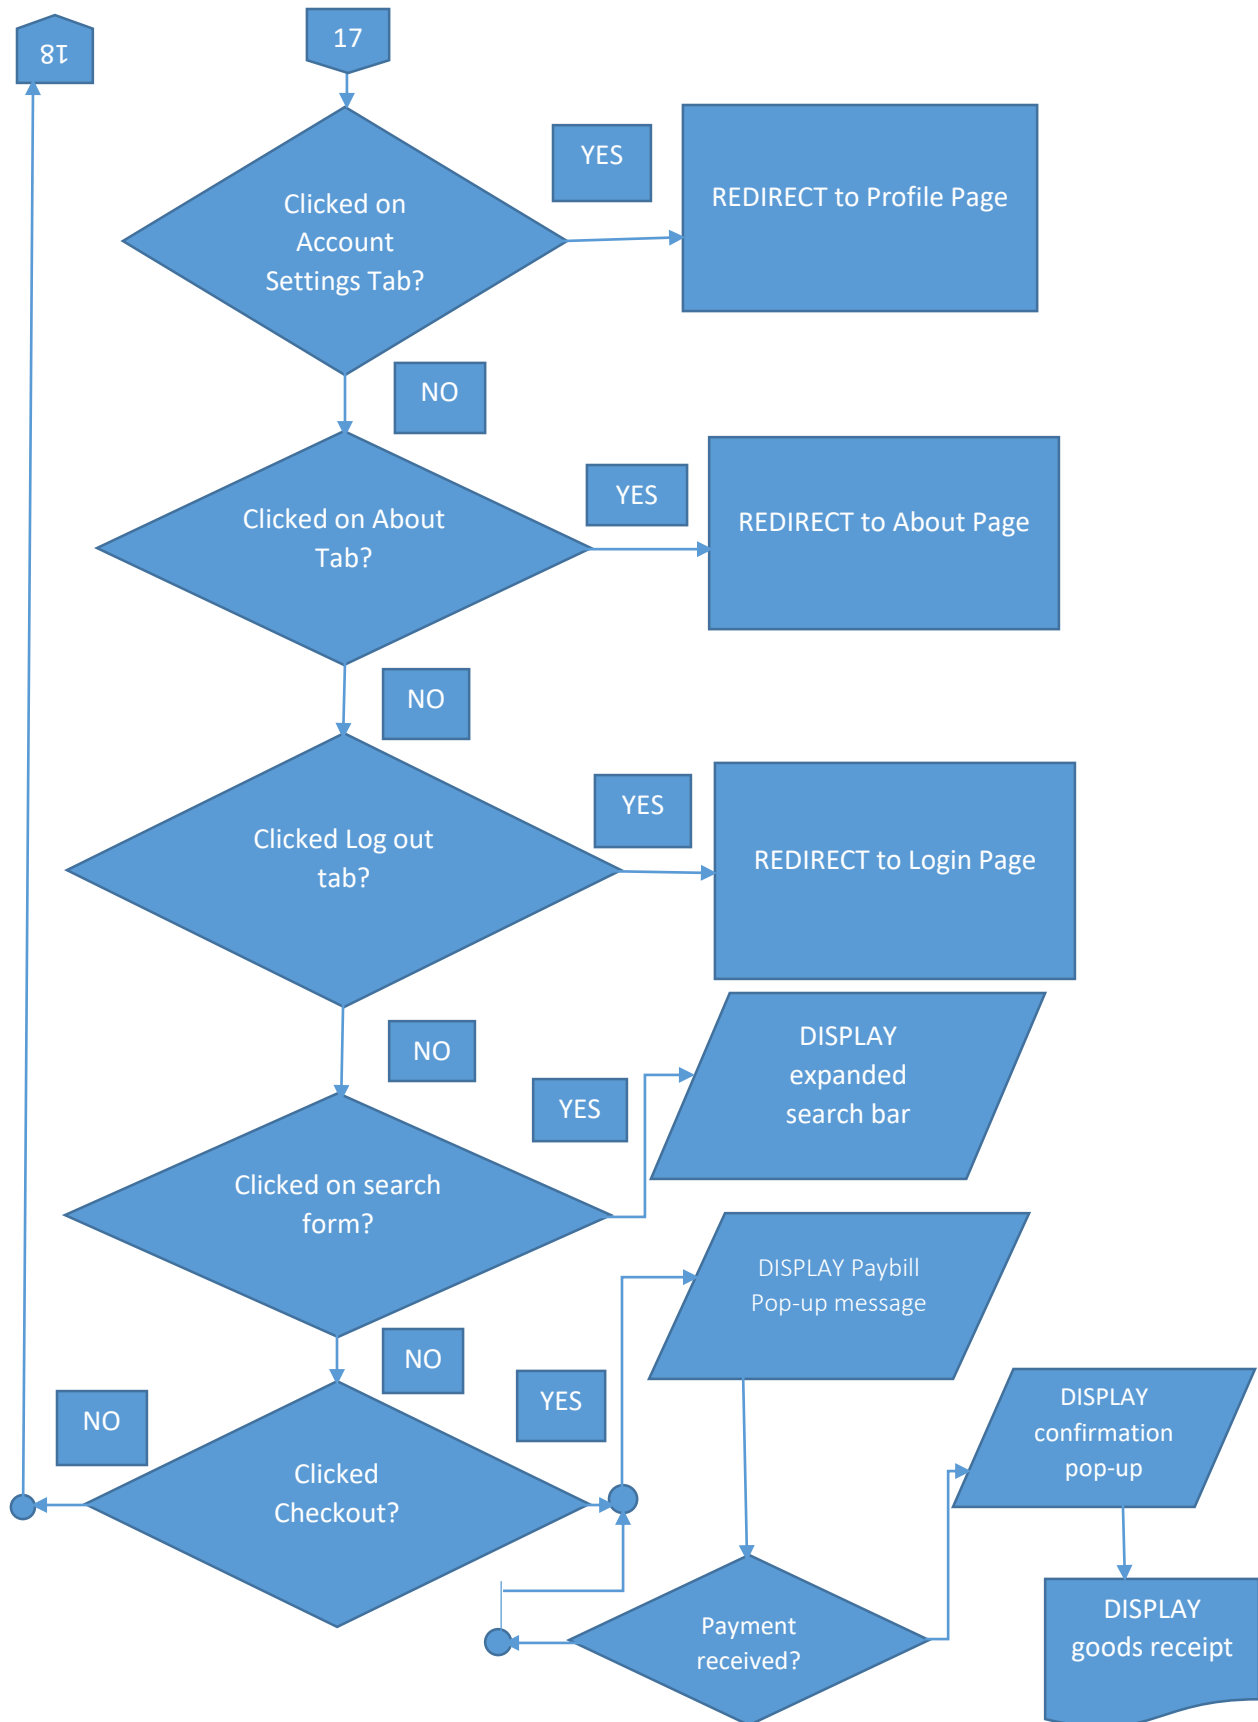 18
17
YES
REDIRECT to Profile Page
Clicked on
Account
Settings Tab?
NO
YES
REDIRECT to About Page
Clicked on About
Tab?
NO
YES
REDIRECT to Login Page
Clicked Log out
tab?
NO
DISPLAY
expanded
search bar
YES
Clicked on search
form?
DISPLAY Paybill
Pop-up message
NO
YES
NO
Clicked
Checkout?
DISPLAY
confirmation
pop-up
Payment
received?
DISPLAY
goods receipt